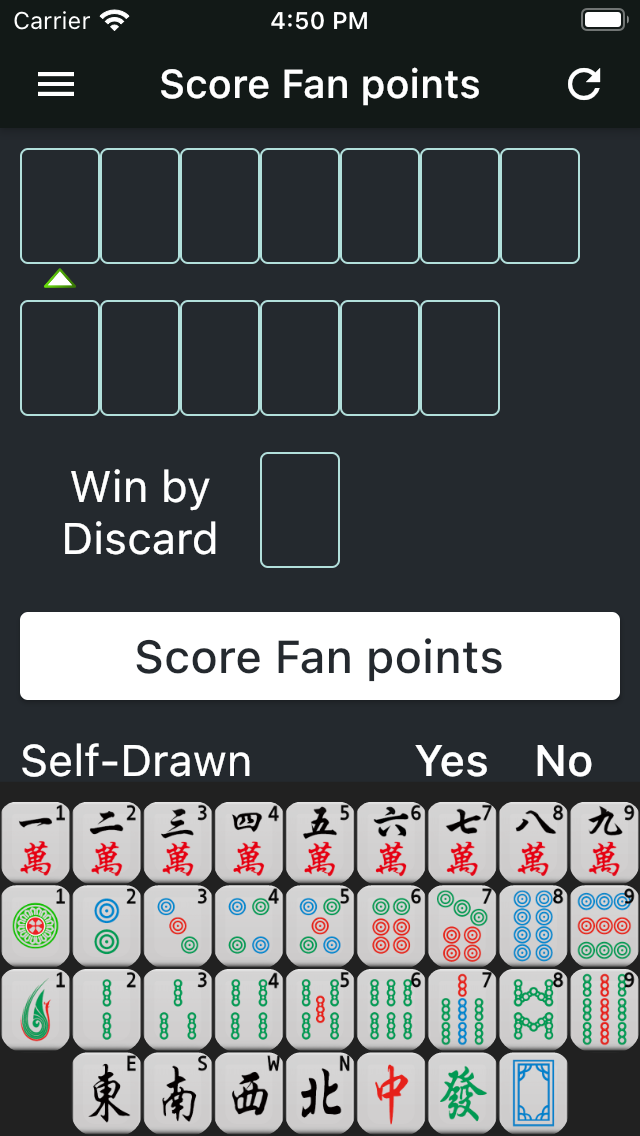 Carrier 4:50 PM
Score Fan points
Win by
Discard
Score Fan points
Self-Drawn Yes No
1 2 3 4 5 6 7 8 9
一 二 三 四 五 六 七 八 九
萬 萬 萬 萬 萬 萬 萬 萬 萬
1 2 3 4 5 6 7 8 9
1 2 3 4 5 6 7 8 9
E S W N
東 南 西 北 中 發